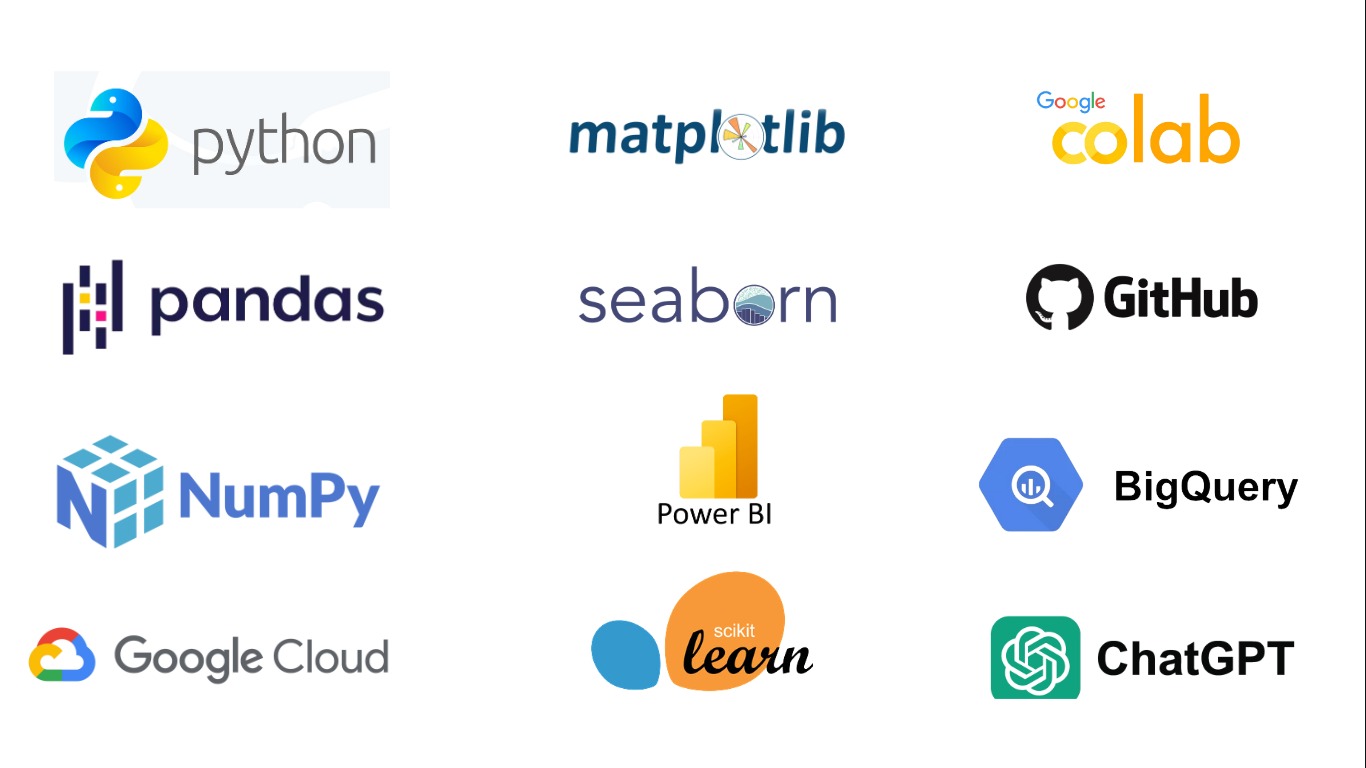 python
matplotlib
Google
colab
pandas
seaborn
GitHub
NumPy
Power BI
BigQuery
Google Cloud
scikit
learn
ChatGPT